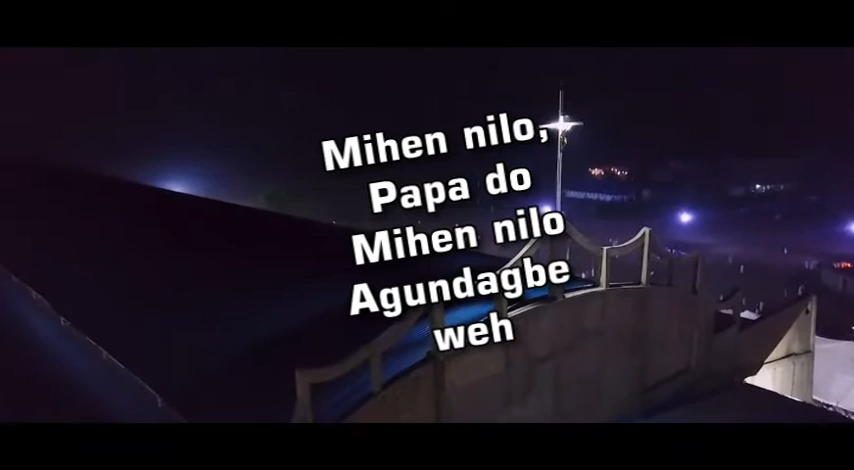 Mihen nilo,
Papa do
Mihen nilo
Agundagbe
weh